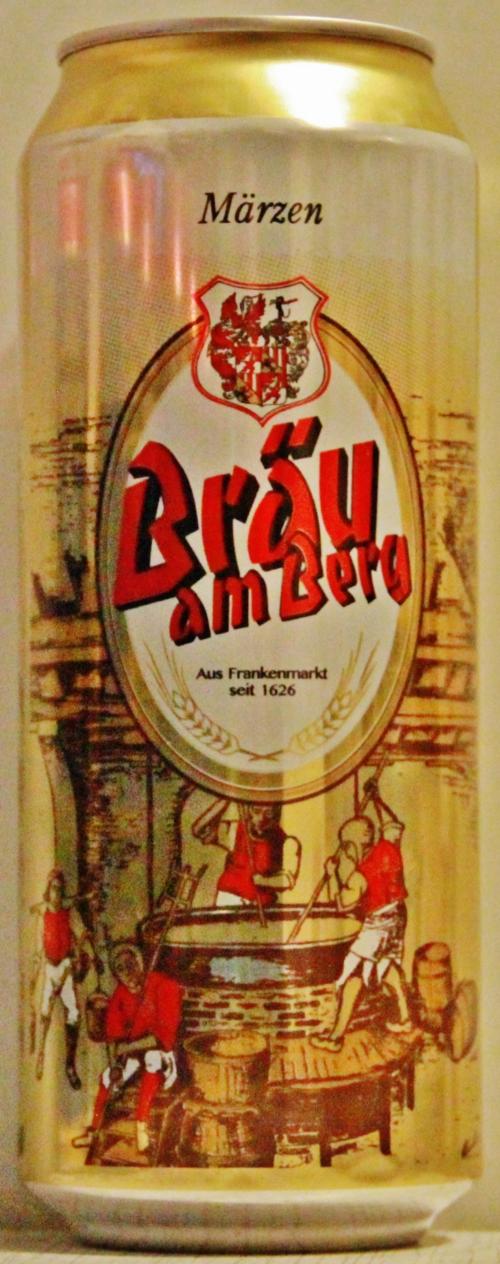 Märzen
Bräu
am Berg
Aus Frankenmarkt
seit 1626